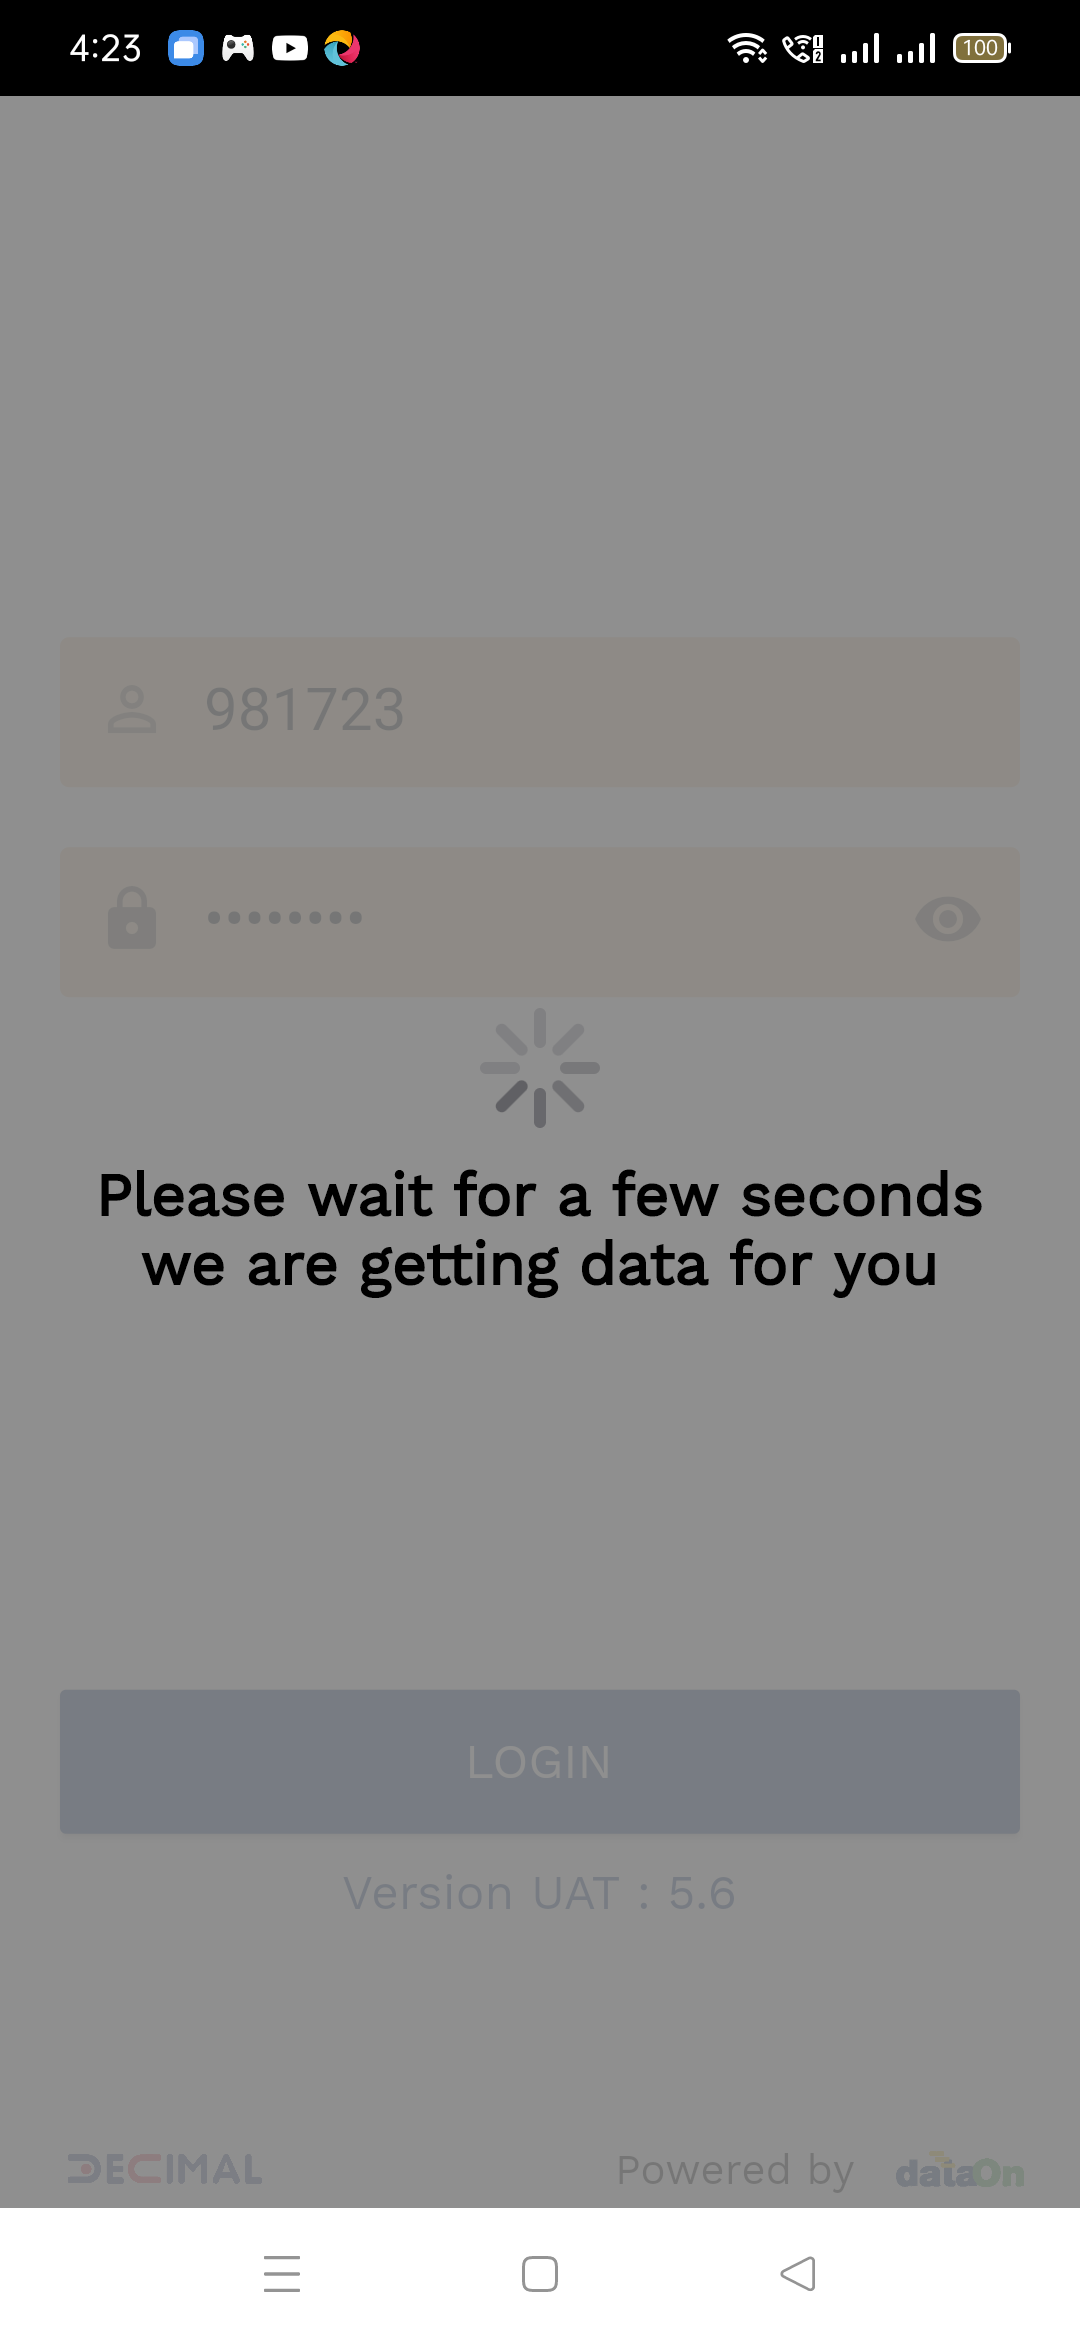 4:23
100
981723
Please wait for a few seconds
we are getting data for you
LOGIN
Version UAT : 5.6
DECIMAL
Powered by dataOn